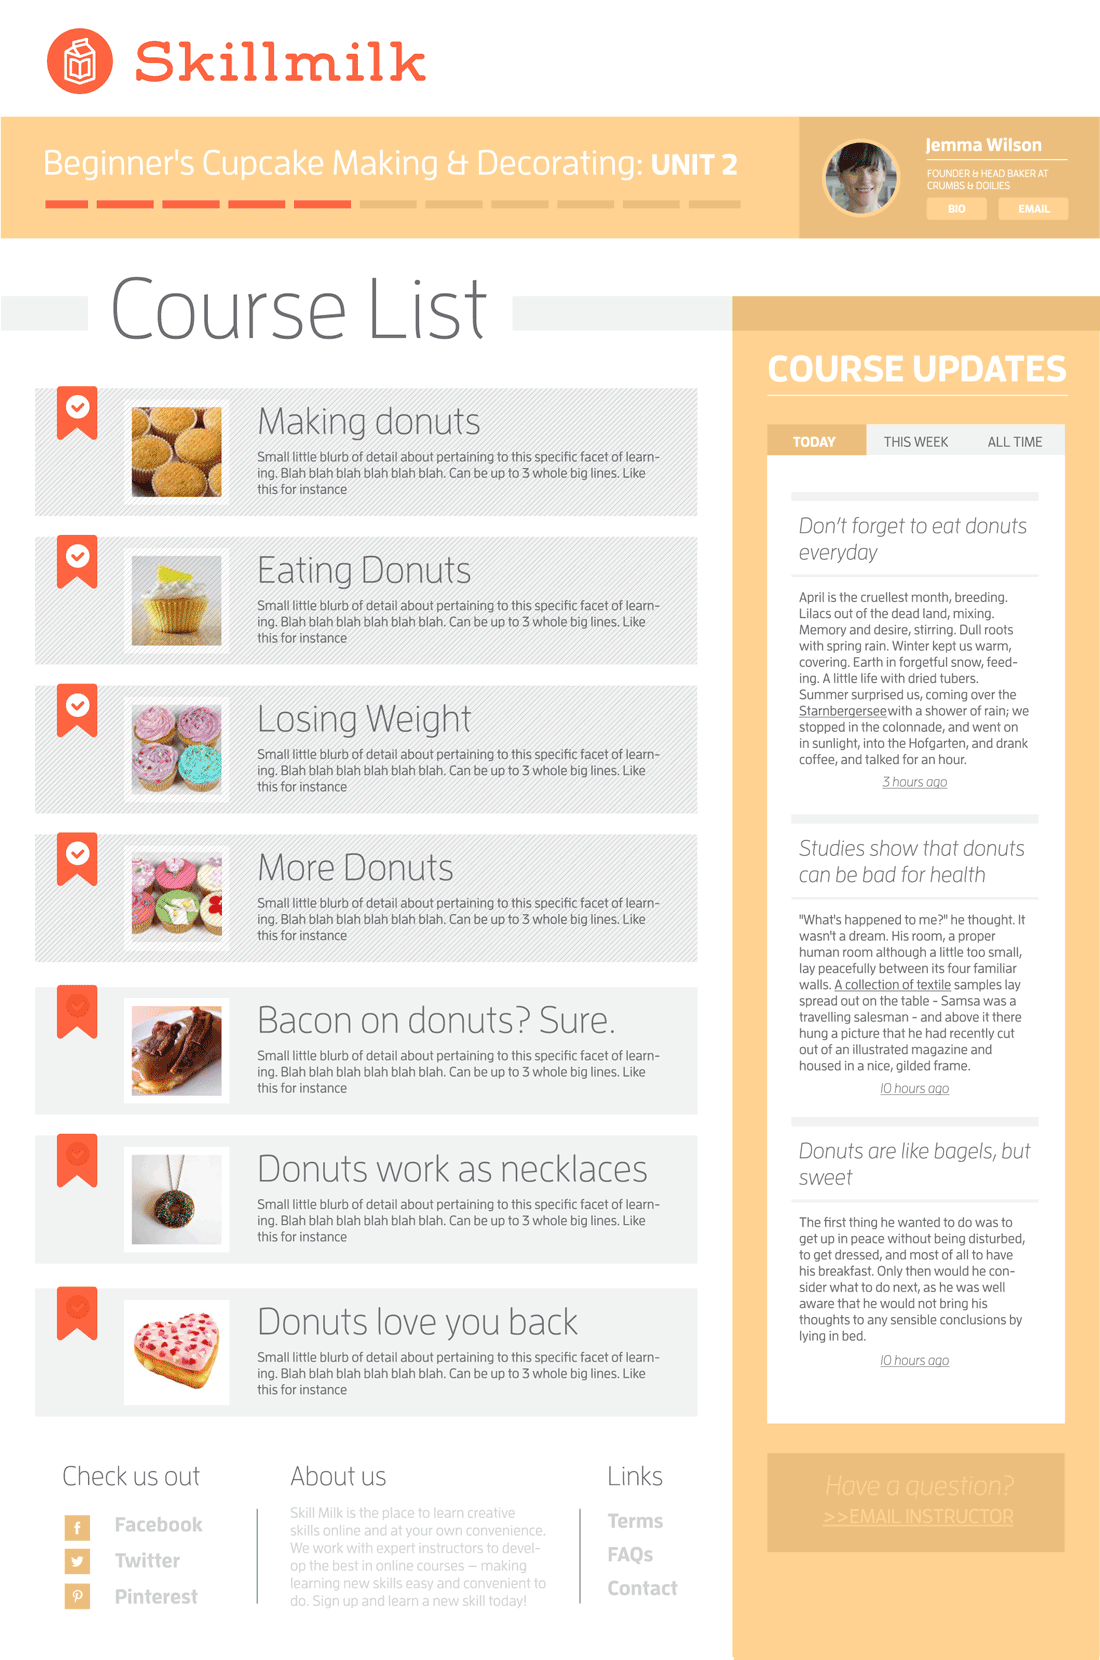 Skillmilk
Beginner's Cupcake Making & Decorating: UNIT 2
Jemma Wilson
FOUNDER & HEAD BAKER AT
CRUMBS & DOILIES
BIO
EMAIL
Course List
Making donuts
Small little blurb of detail about pertaining to this specific facet of learn-
ing. Blah blah blah blah blah blah. Can be up to 3 whole big lines. Like
this for instance
Eating Donuts
Small little blurb of detail about pertaining to this specific facet of learn-
ing. Blah blah blah blah blah blah. Can be up to 3 whole big lines. Like
this for instance
Losing Weight
Small little blurb of detail about pertaining to this specific facet of learn-
ing. Blah blah blah blah blah blah. Can be up to 3 whole big lines. Like
this for instance
More Donuts
Small little blurb of detail about pertaining to this specific facet of learn-
ing. Blah blah blah blah blah blah. Can be up to 3 whole big lines. Like
this for instance
Bacon on donuts? Sure.
Small little blurb of detail about pertaining to this specific facet of learn-
ing. Blah blah blah blah blah blah. Can be up to 3 whole big lines. Like
this for instance
Donuts work as necklaces
Small little blurb of detail about pertaining to this specific facet of learn-
ing. Blah blah blah blah blah blah. Can be up to 3 whole big lines. Like
this for instance
Donuts love you back
Small little blurb of detail about pertaining to this specific facet of learn-
ing. Blah blah blah blah blah blah. Can be up to 3 whole big lines. Like
this for instance
COURSE UPDATES
TODAY
THIS WEEK
ALL TIME
Don't forget to eat donuts
everyday
April is the cruellest month, breeding.
Lilacs out of the dead land, mixing.
Memory and desire, stirring. Dull roots
with spring rain. Winter kept us warm,
covering. Earth in forgetful snow, feed-
ing. A little life with dried tubers.
Summer surprised us, coming over the
Starnbergersee with a shower of rain; we
stopped in the colonnade, and went on
in sunlight, into the Hofgarten, and drank
coffee, and talked for an hour.
3 hours ago
Studies show that donuts
can be bad for health
"What's happened to me?" he thought. It
wasn't a dream. His room, a proper
human room although a little too small,
lay peacefully between its four familiar
walls. A collection of textile samples lay
spread out on the table - Samsa was a
travelling salesman - and above it there
hung a picture that he had recently cut
out of an illustrated magazine and
housed in a nice, gilded frame.
10 hours ago
Donuts are like bagels, but
sweet
The first thing he wanted to do was to
get up in peace without being disturbed,
to get dressed, and most of all to have
his breakfast. Only then would he con-
sider what to do next, as he was well
aware that he would not bring his
thoughts to any sensible conclusions by
lying in bed.
10 hours ago
Have a question?
>>EMAIL INSTRUCTOR
Check us out
Facebook
Twitter
Pinterest
About us
Skill Milk is the place to learn creative
skills online and at your own convenience.
We work with expert instructors to devel-
op the best in online courses – making
learning new skills easy and convenient to
do. Sign up and learn a new skill today!
Links
Terms
FAQs
Contact